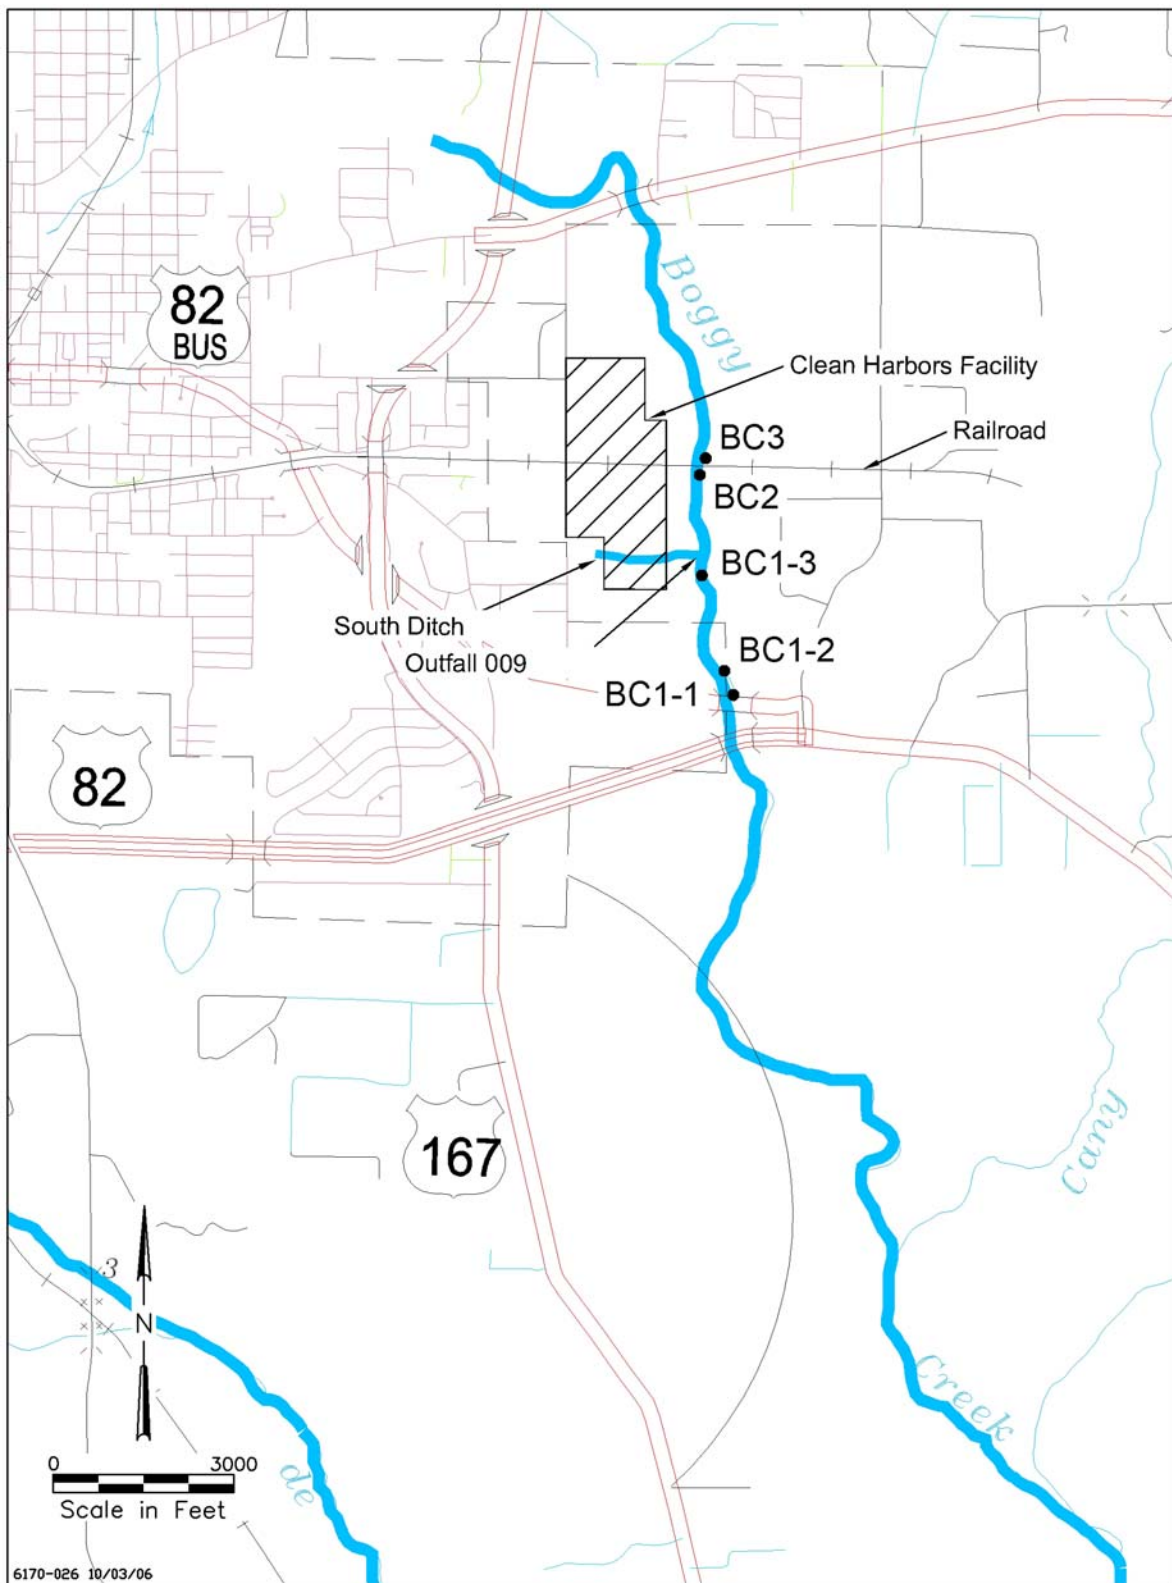 82
BUS
Boggy
Clean Harbors Facility
BC3
Railroad
BC2
BC1-3
South Ditch
Outfall 009
BC1-2
BC1-1
82
167
Cany
3
N
Creek
0 3000
Scale in Feet
de
6170-026 10/03/06